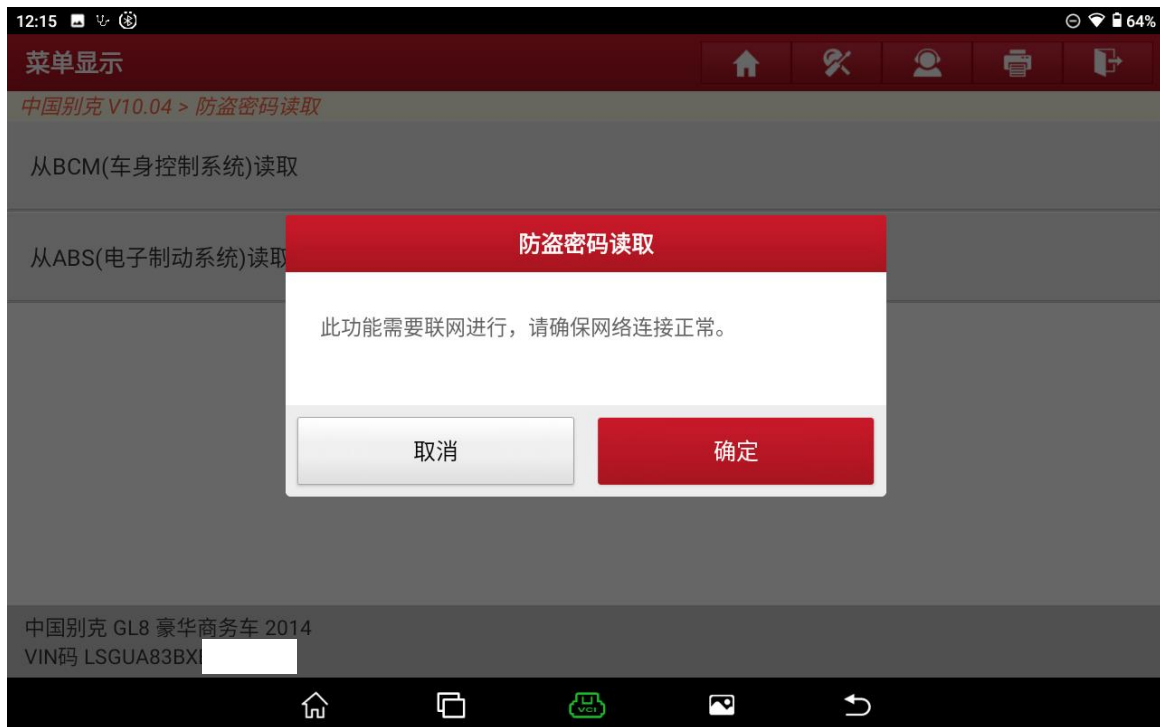 12:15
64%
菜单显示
中国别克 V10.04 > 防盗密码读取
从BCM(车身控制系统)读取
从ABS(电子制动系统)读取
防盗密码读取
此功能需要联网进行，请确保网络连接正常。
取消
确定
中国别克 GL8 豪华商务车 2014
VIN码 LSGUA83BX
VCI